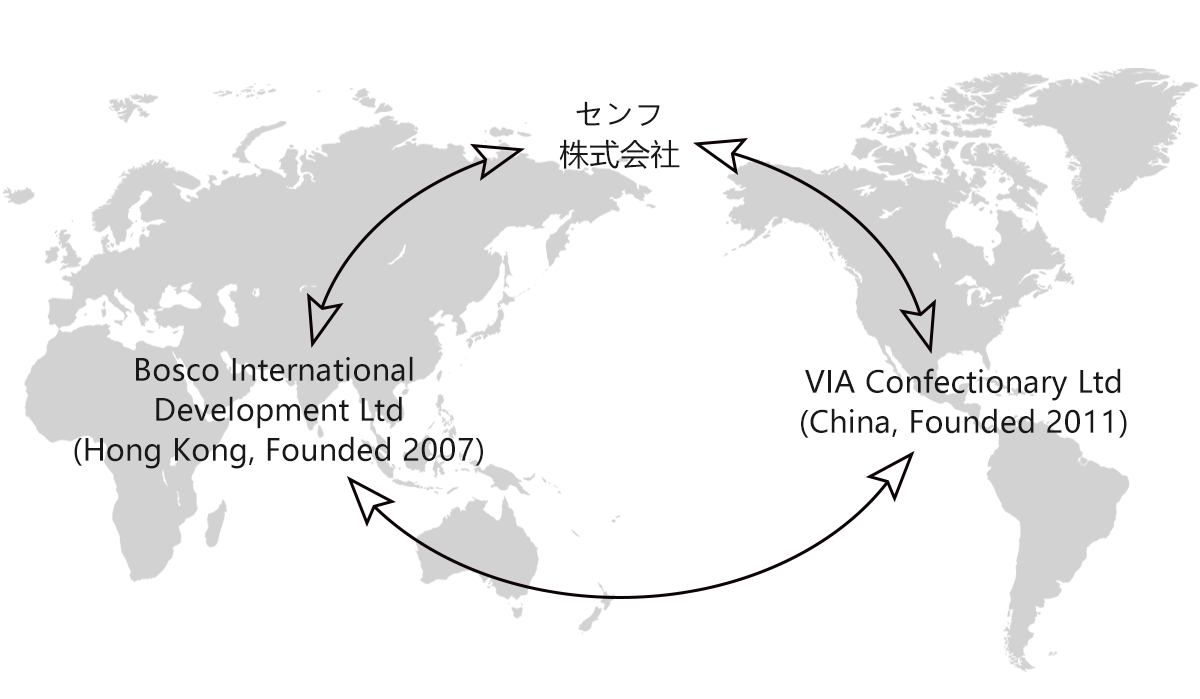 センフ
株式会社
Bosco International
Development Ltd
(Hong Kong, Founded 2007)
VIA Confectionary Ltd
(China, Founded 2011)